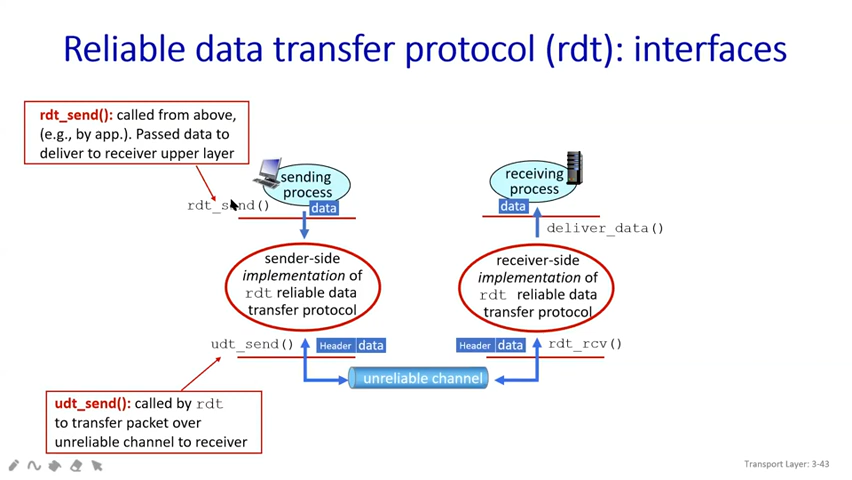 Reliable data transfer protocol (rdt): interfaces
rdt_send(): called from above,
(e.g., by app.). Passed data to
deliver to receiver upper layer
sending
process
data
rdt_send()
receiving
process
data
deliver_data()
sender-side
implementation of
rdt reliable data
transfer protocol
receiver-side
implementation of
rdt reliable data
transfer protocol
udt_send()
Header data
Header data
rdt_rcv()
unreliable channel
udt_send(): called by rdt
to transfer packet over
unreliable channel to receiver
Transport Layer: 3-43